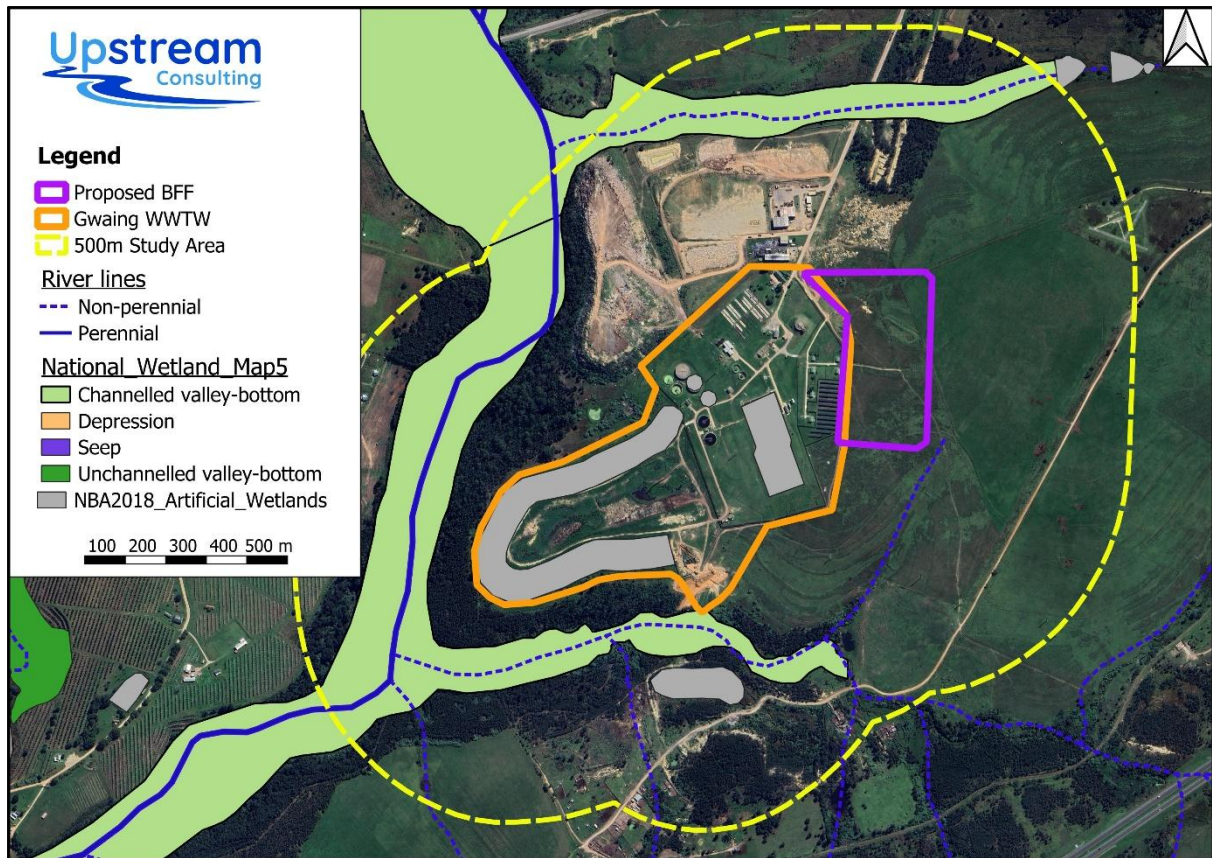 Upstream
Consulting
Legend
Proposed BFF
Gwaing WWTW
500m Study Area
River lines
Non-perennial
Perennial
National_Wetland_Map5
Channelled valley-bottom
Depression
Seep
Unchannelled valley-bottom
NBA2018_Artificial_Wetlands
100 200 300 400 500 m